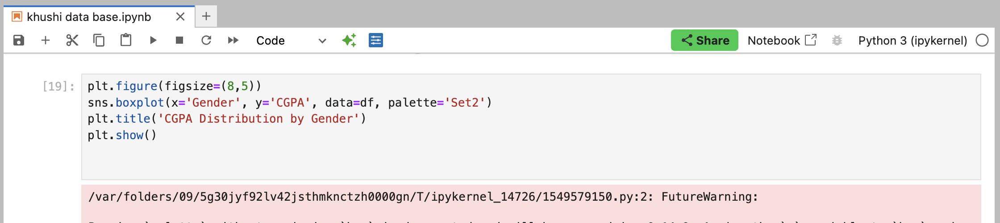 khushi data base.ipynb
Code
Share
Notebook
Python 3 (ipykernel)
[19]:
plt.figure(figsize=(8,5))
sns.boxplot(x='Gender', y='CGPA', data=df, palette='Set2')
plt.title('CGPA Distribution by Gender')
plt.show()
/var/folders/09/5g30jyf92lv42jsthmknctzh0000gn/T/ipykernel_14726/1549579150.py:2: FutureWarning: